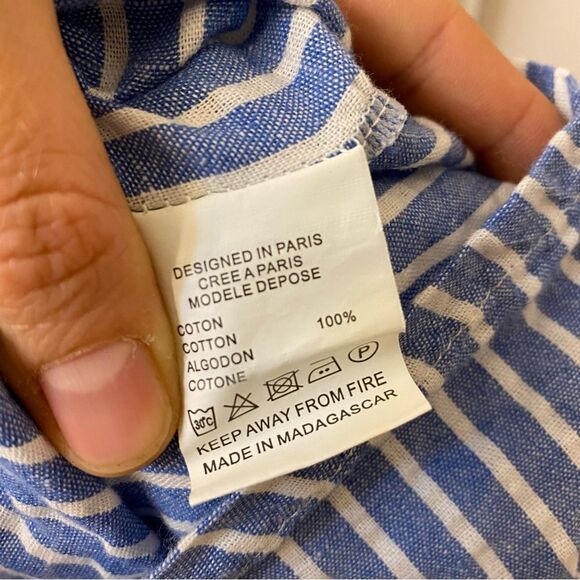 DESIGNED IN PARIS
CREE A PARIS
MODELE DEPOSE
COTON
COTTON 100%
ALGODON
COTONE
30°C P
KEEP AWAY FROM FIRE
MADE IN MADAGASCAR